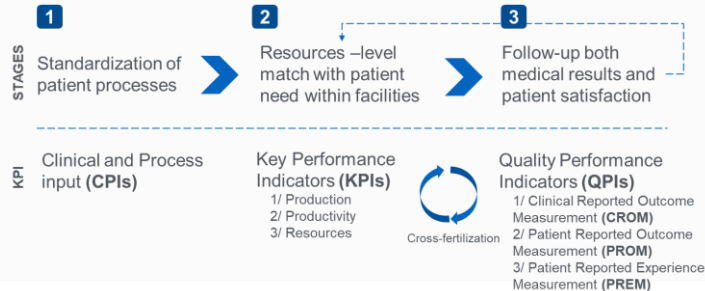 1
2
3
STAGES
Standardization of
patient processes
Resources –level
match with patient
need within facilities
Follow-up both
medical results and
patient satisfaction
KPI
Clinical and Process
input (CPIs)
Key Performance
Indicators (KPIs)
1/ Production
2/ Productivity
3/ Resources
Cross-fertilization
Quality Performance
Indicators (QPIs)
1/ Clinical Reported Outcome
Measurement (CROM)
2/ Patient Reported Outcome
Measurement (PROM)
3/ Patient Reported Experience
Measurement (PREM)